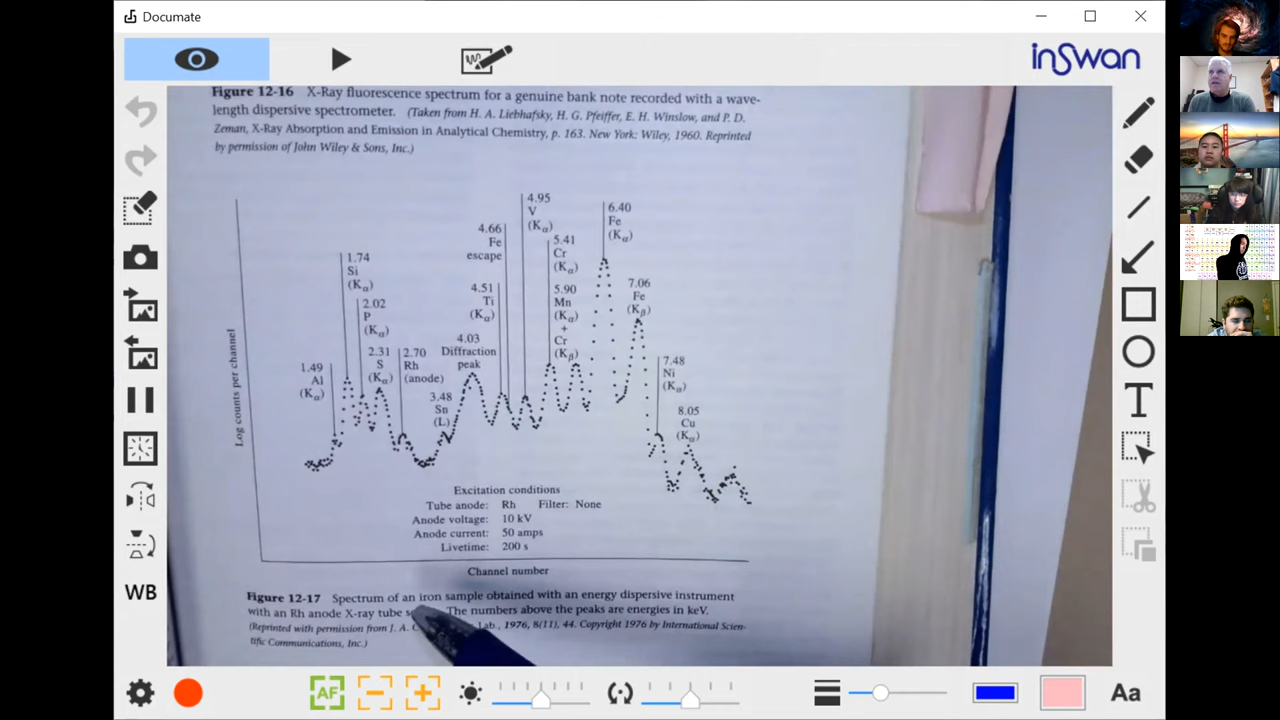 Documate
inswan
Figure 12-16 X-Ray fluorescence spectrum for a genuine bank note recorded with a wave-
length dispersive spectrometer. (Taken from H. A. Liebhafsky, H. G. Pfeiffer, E. H. Winslow, and P. D.
Zeman, X-Ray Absorption and Emission in Analytical Chemistry, p. 163. New York: Wiley, 1960. Reprinted
by permission of John Wiley & Sons, Inc.)
4.95
V
(Kα)
6.40
Fe
(Kα)
4.66
Fe
escape
5.41
Cr
(Kα)
1.74
Si
(Kα)
7.06
Fe
(Kβ)
4.51
Ti
(Kα)
5.90
Mn
(Kα)
+
Cr
(Kβ)
2.02
P
(Kα)
4.03
Diffraction
peak
2.31
S
(Kα)
2.70
Rh
(anode)
1.49
Al
(Kα)
7.48
Ni
(Kα)
3.48
Sn
(L)
8.05
Cu
(Kα)
Log counts per channel
Excitation conditions
Tube anode: Rh Filter: None
Anode voltage: 10 kV
Anode current: 50 amps
Livetime: 200 s
Channel number
Figure 12-17 Spectrum of an iron sample obtained with an energy dispersive instrument
with an Rh anode X-ray tube The numbers above the peaks are energies in keV.
(Reprinted with permission from J. A. Lab., 1976, 8(11), 44. Copyright 1976 by International Scien-
tific Communications, Inc.)
WB
AF
T
Aa